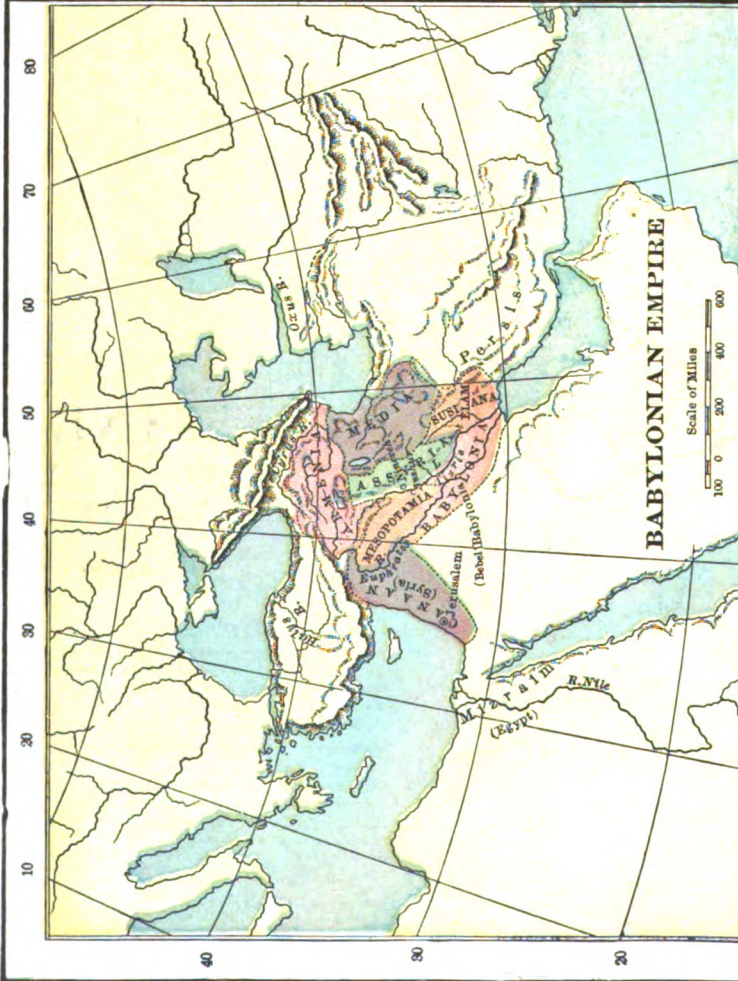 80
70
60
50
40
30
20
10
40
30
20
Oxus R.
Cyrus R.
ARMENIA
MEDIA
ASSYRIA
SUSIANA
ELAM
Persis
MESOPOTAMIA
BABYLONIA
R. Euphrates
CANAAN
(Syria)
Jerusalem
(Bebel) Babylon
Halys R.
Mizraim
(Egypt)
R. Nile
BABYLONIAN EMPIRE
Scale of Miles
100 0 200 400 600